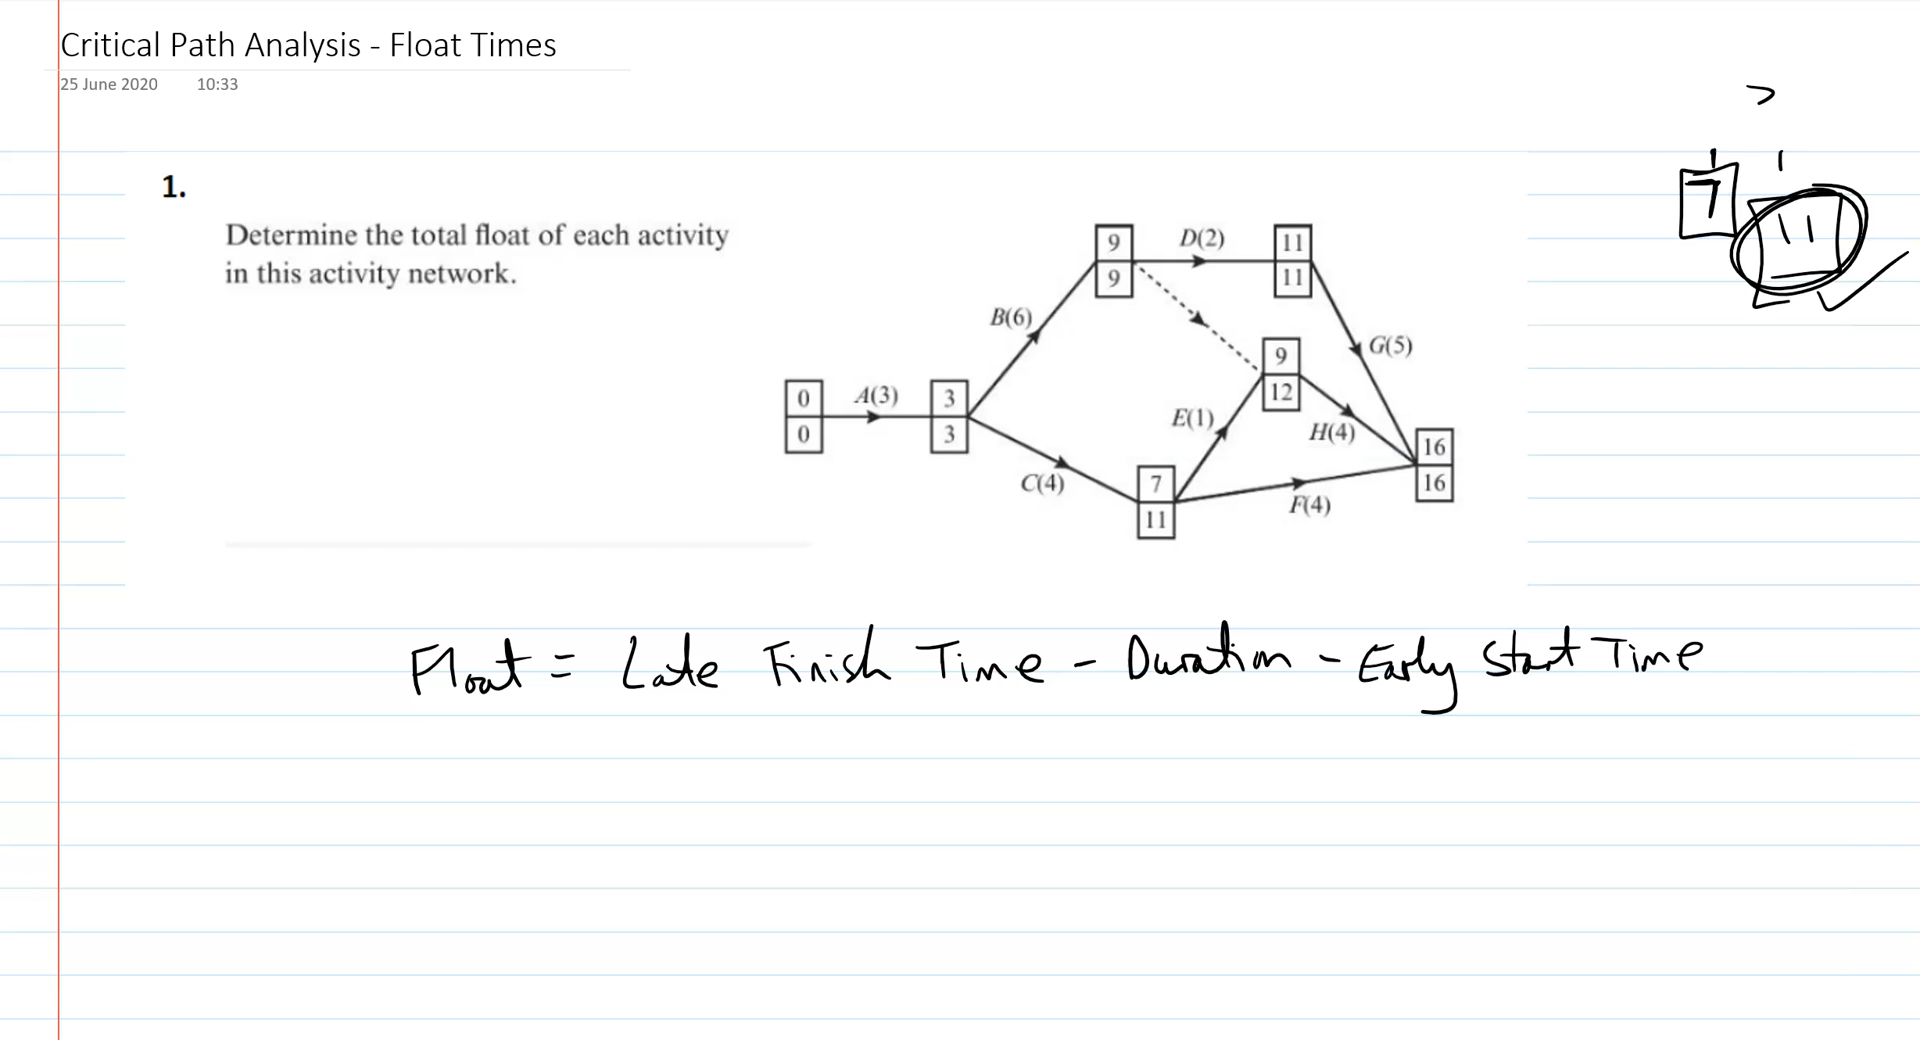 Critical Path Analysis - Float Times
25 June 2020 10:33
>
7
11
1.
Determine the total float of each activity
in this activity network.
9
9
D(2)
11
11
B(6)
9
12
G(5)
0
0
A(3)
3
3
E(1)
H(4)
16
16
C(4)
7
11
F(4)
Float = Late Finish Time - Duration - Early Start Time